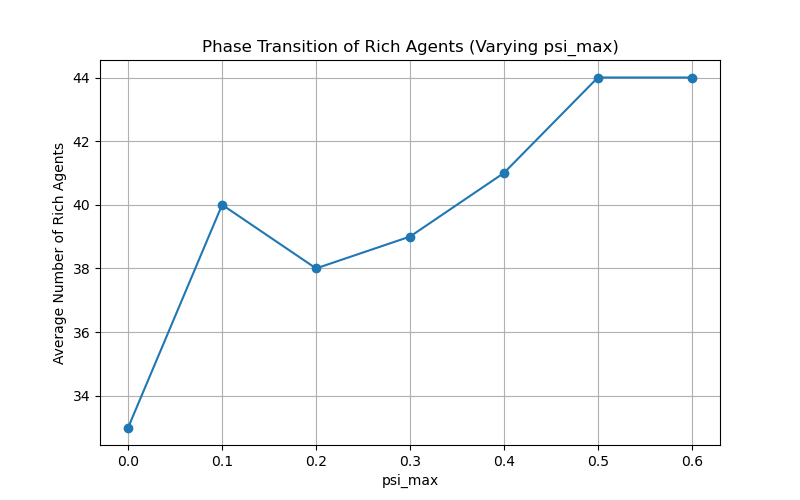 Phase Transition of Rich Agents (Varying psi_max)
Average Number of Rich Agents
44
42
40
38
36
34
0.0 0.1 0.2 0.3 0.4 0.5 0.6
psi_max